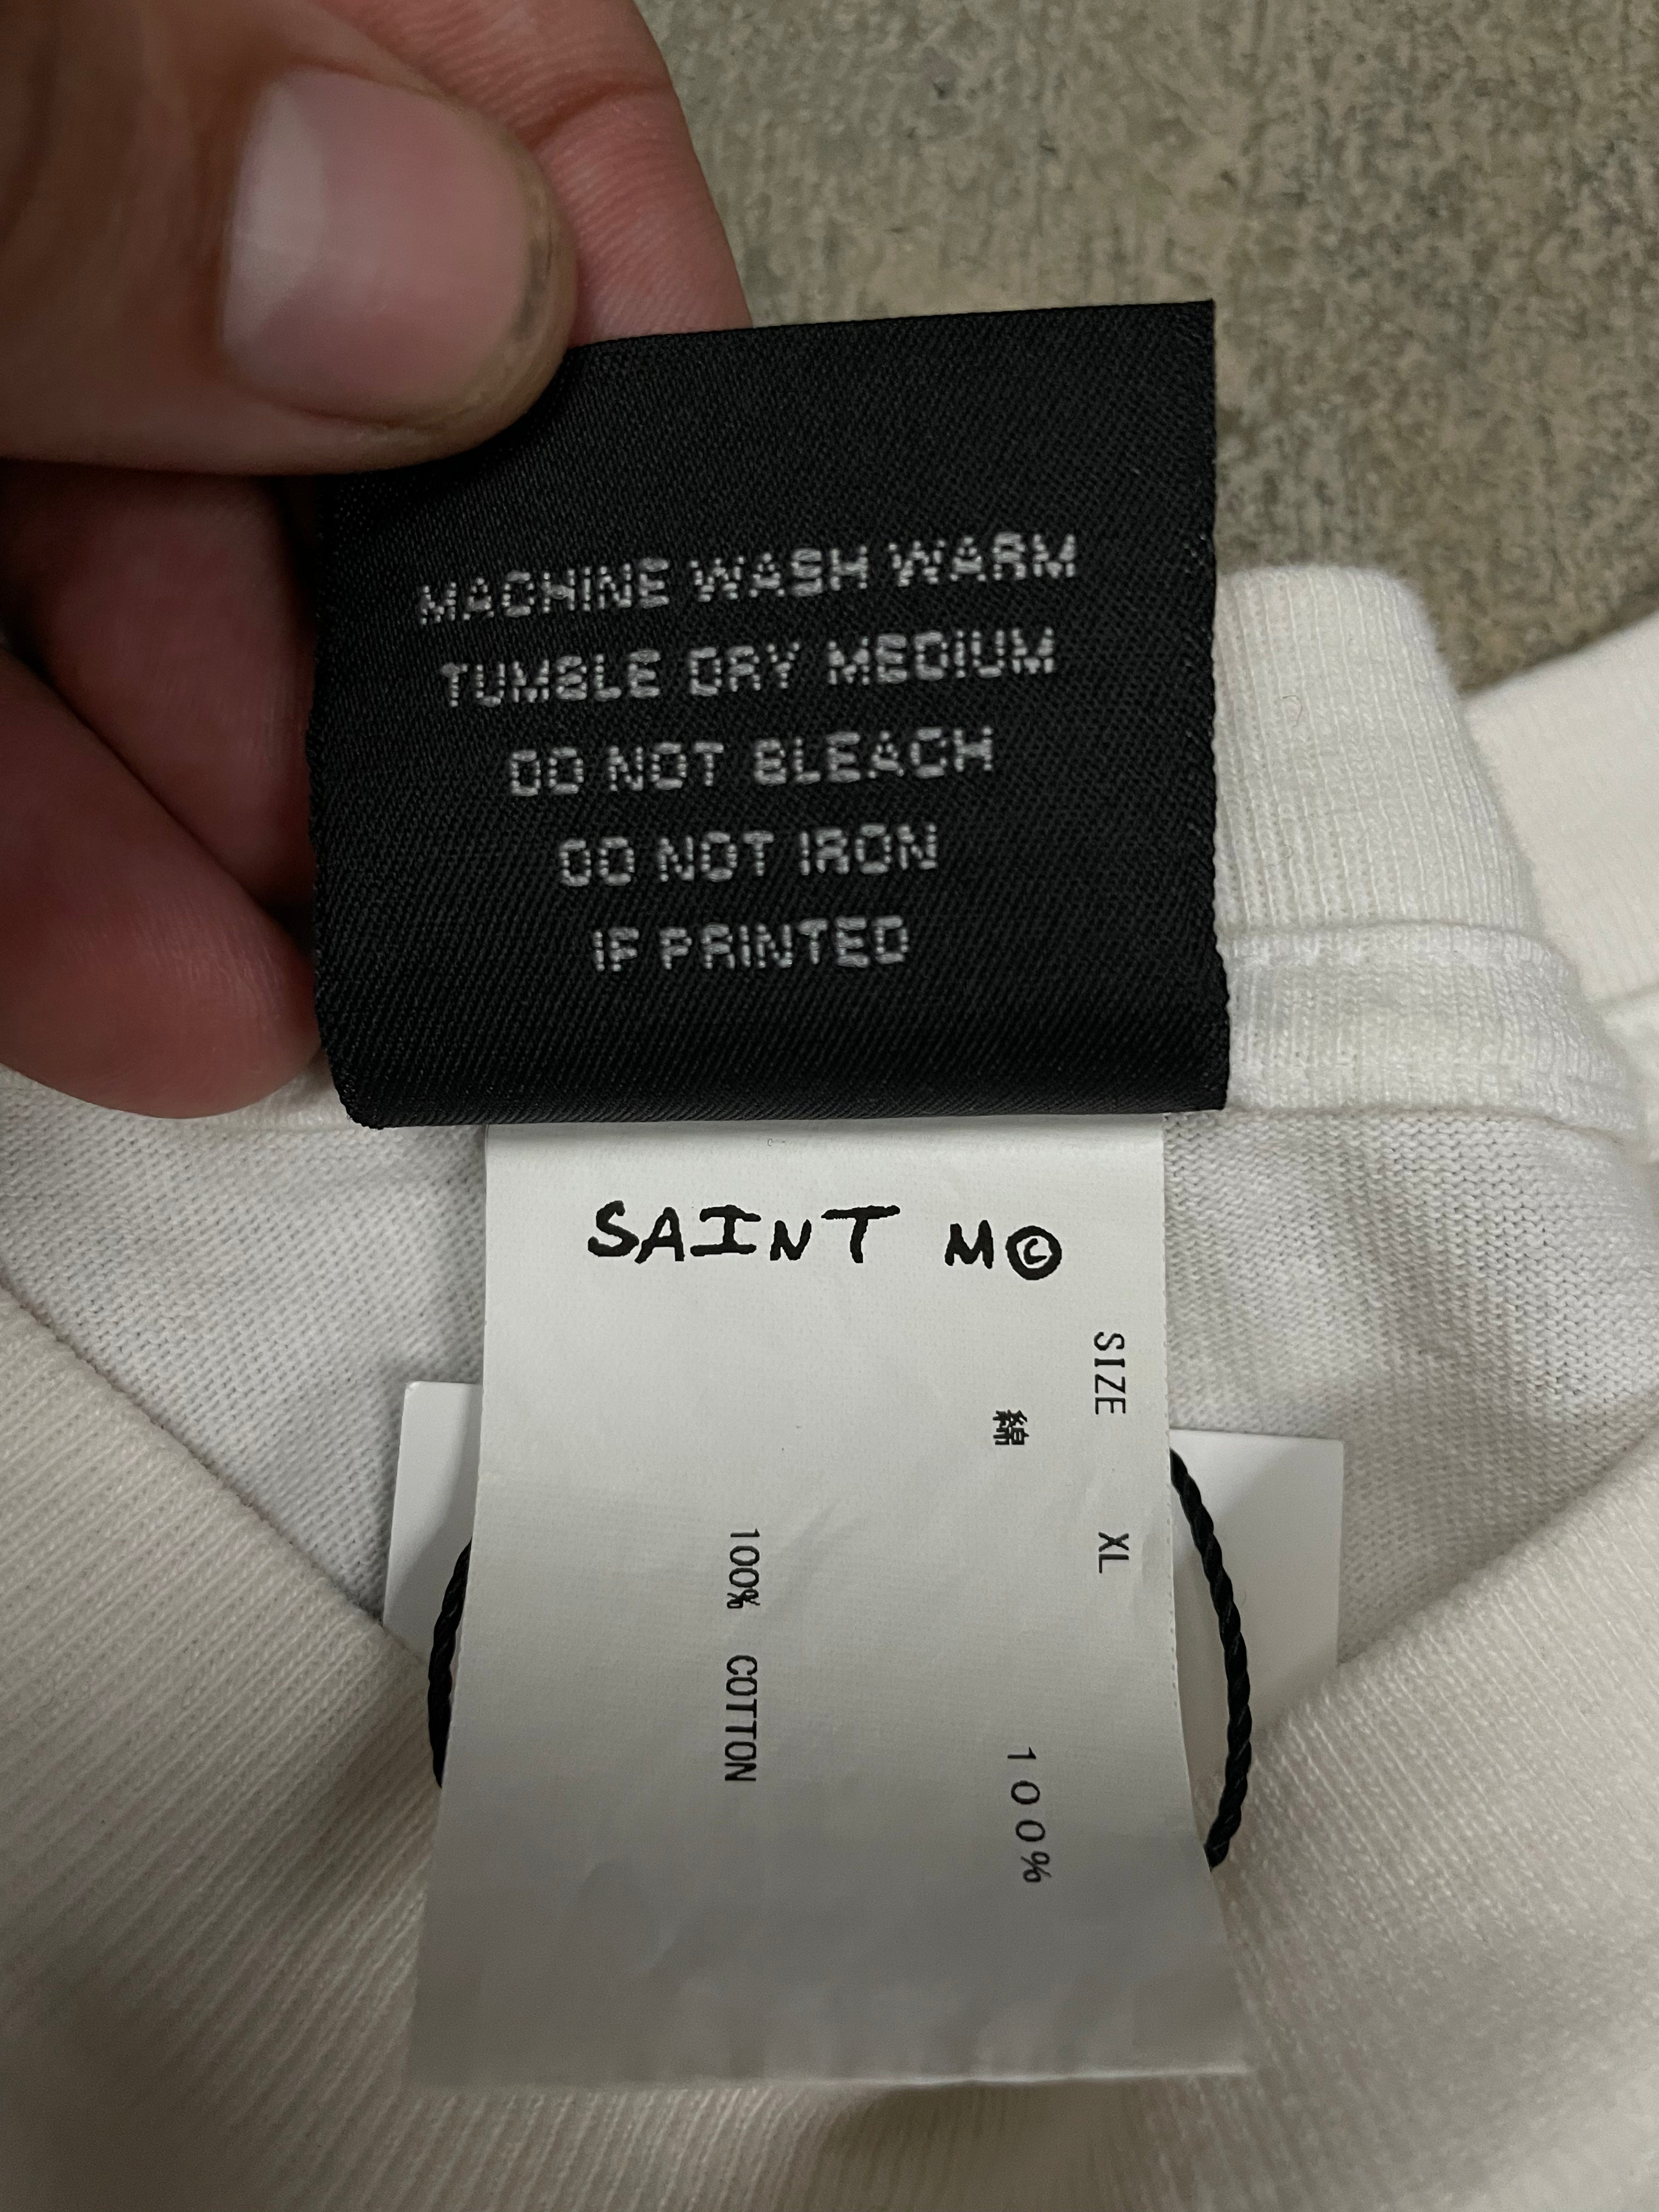 MACHINE WASH WARM
TUMBLE DRY MEDIUM
DO NOT BLEACH
DO NOT IRON
IF PRINTED
SAINT M©
SIZE XL
綿 100%
100% COTTON